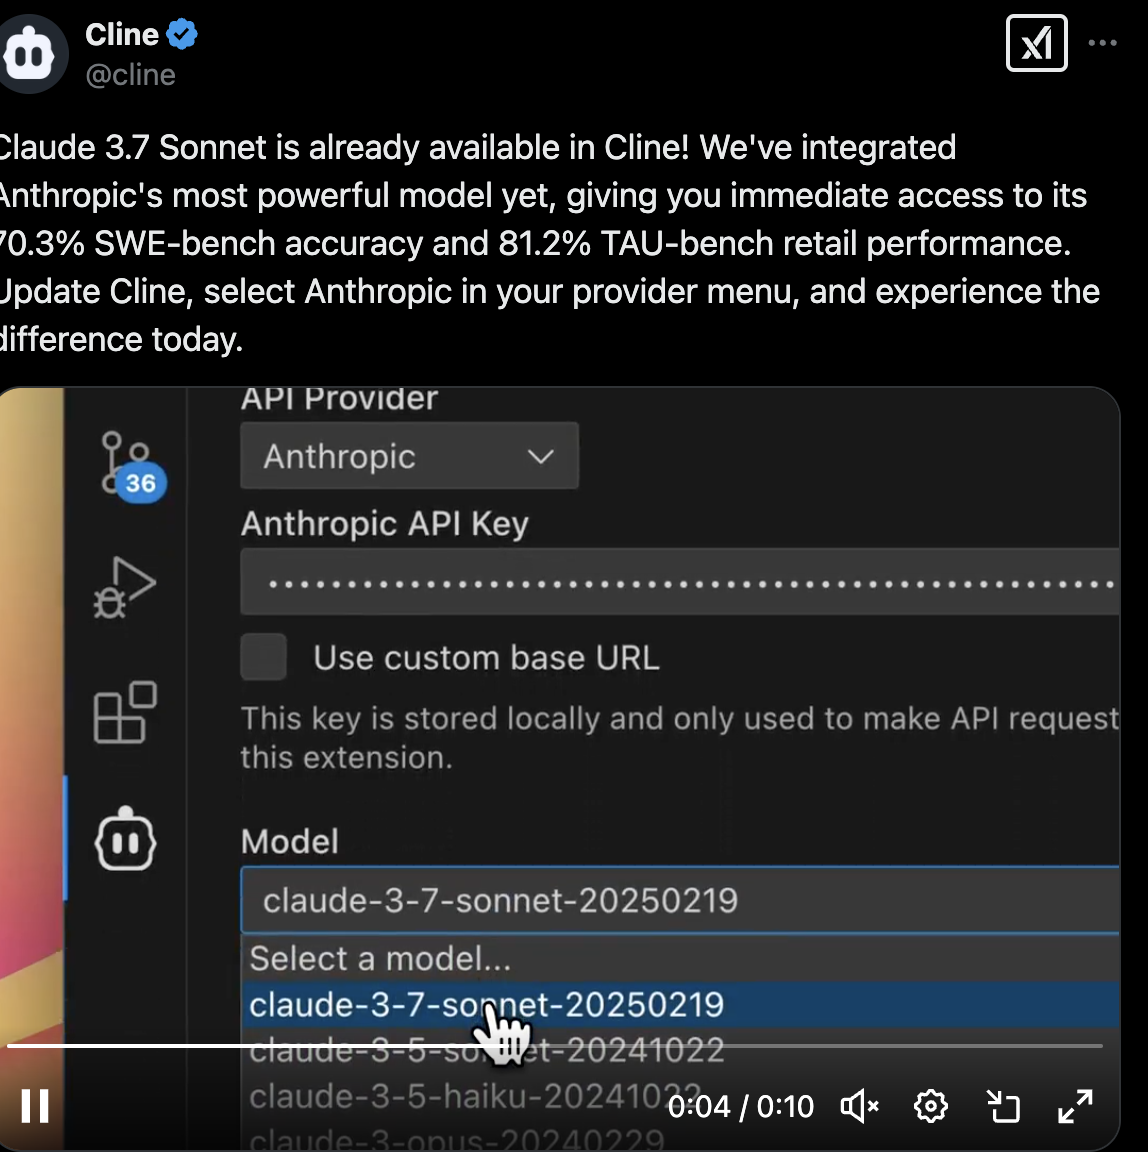 Cline
@cline
Claude 3.7 Sonnet is already available in Cline! We've integrated
Anthropic's most powerful model yet, giving you immediate access to its
70.3% SWE-bench accuracy and 81.2% TAU-bench retail performance.
Update Cline, select Anthropic in your provider menu, and experience the
difference today.
API Provider
Anthropic
36
Anthropic API Key
Use custom base URL
This key is stored locally and only used to make API request
this extension.
Model
claude-3-7-sonnet-20250219
Select a model...
claude-3-7-sonnet-20250219
claude-3-5-sonnet-20241022
claude-3-5-haiku-20241022
0:04 / 0:10
claude-3-opus-20240229